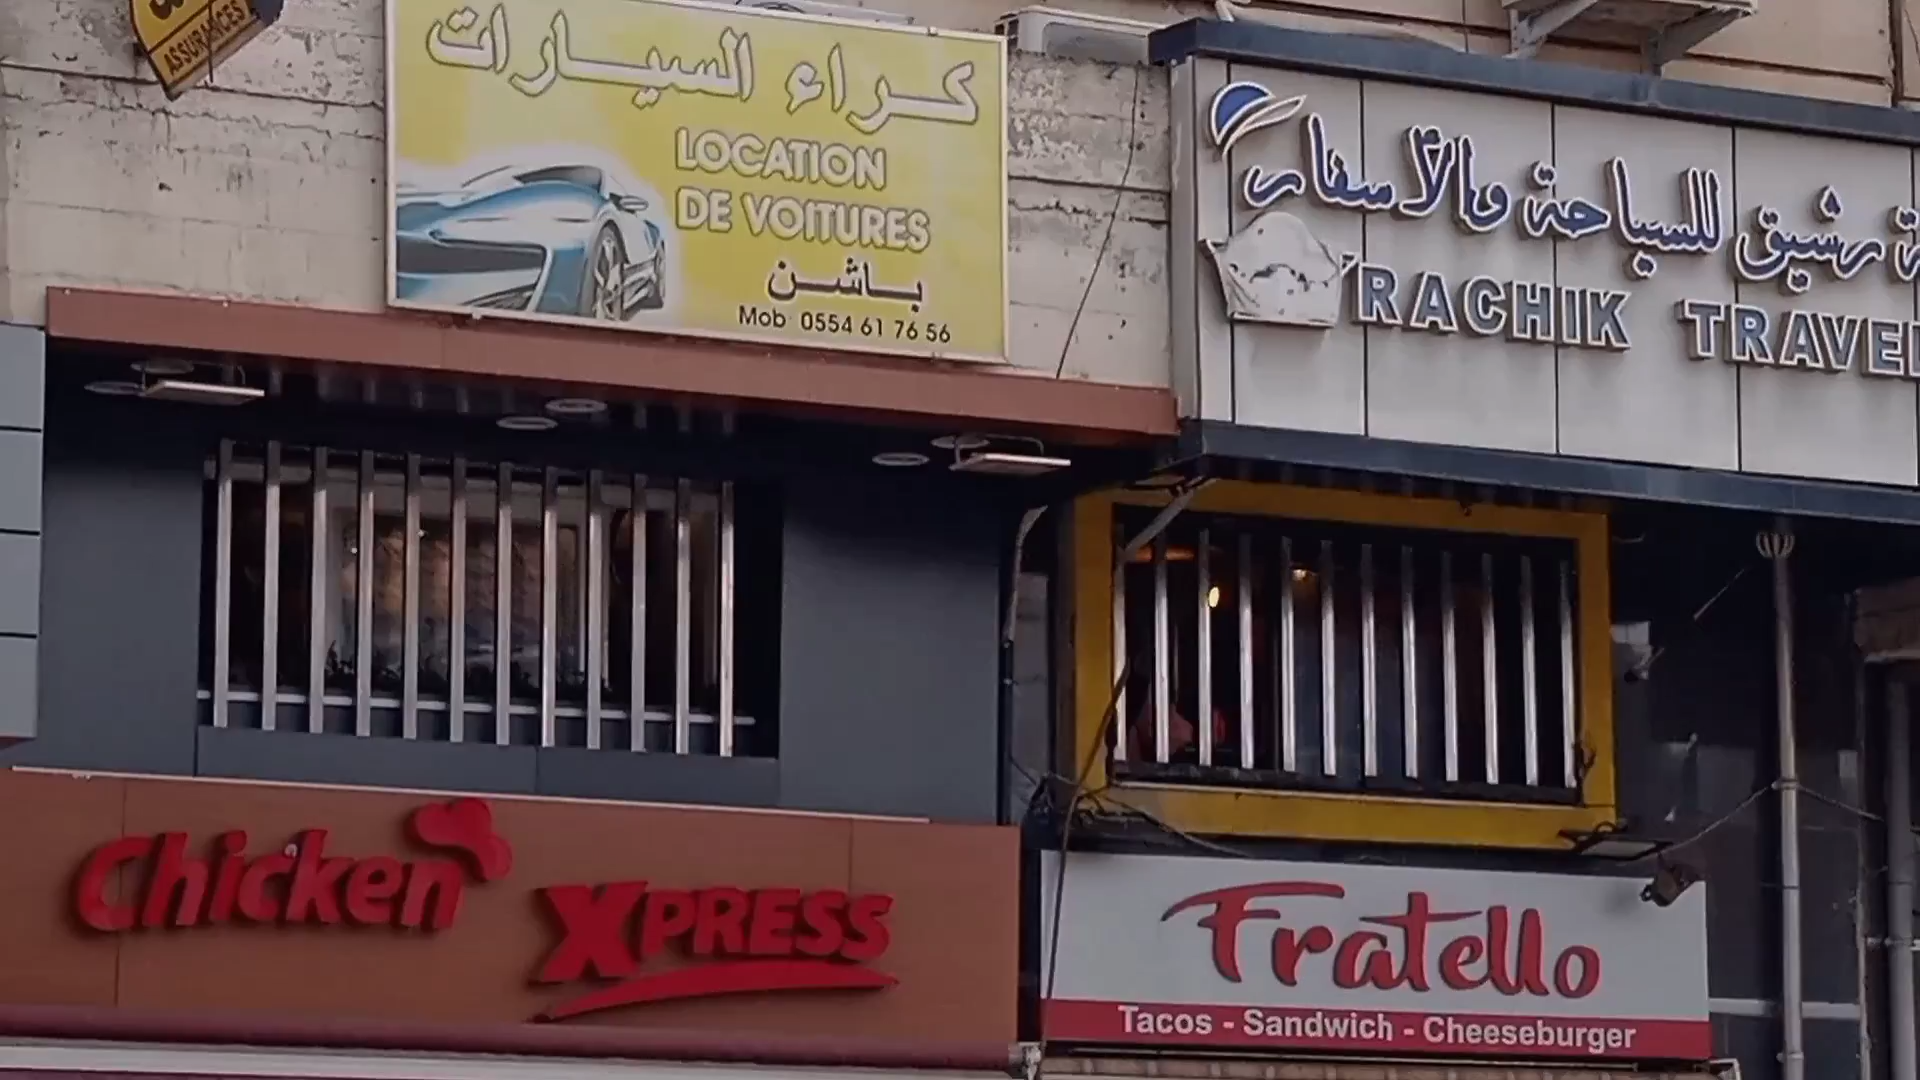 ASSURANCES
كراء السيارات
LOCATION
DE VOITURES
باشن
Mob: 0554 61 76 56
رشيق للسياحة والأسفار
RACHIK TRAVEL
Chicken
XPRESS
Fratello
Tacos - Sandwich - Cheeseburger